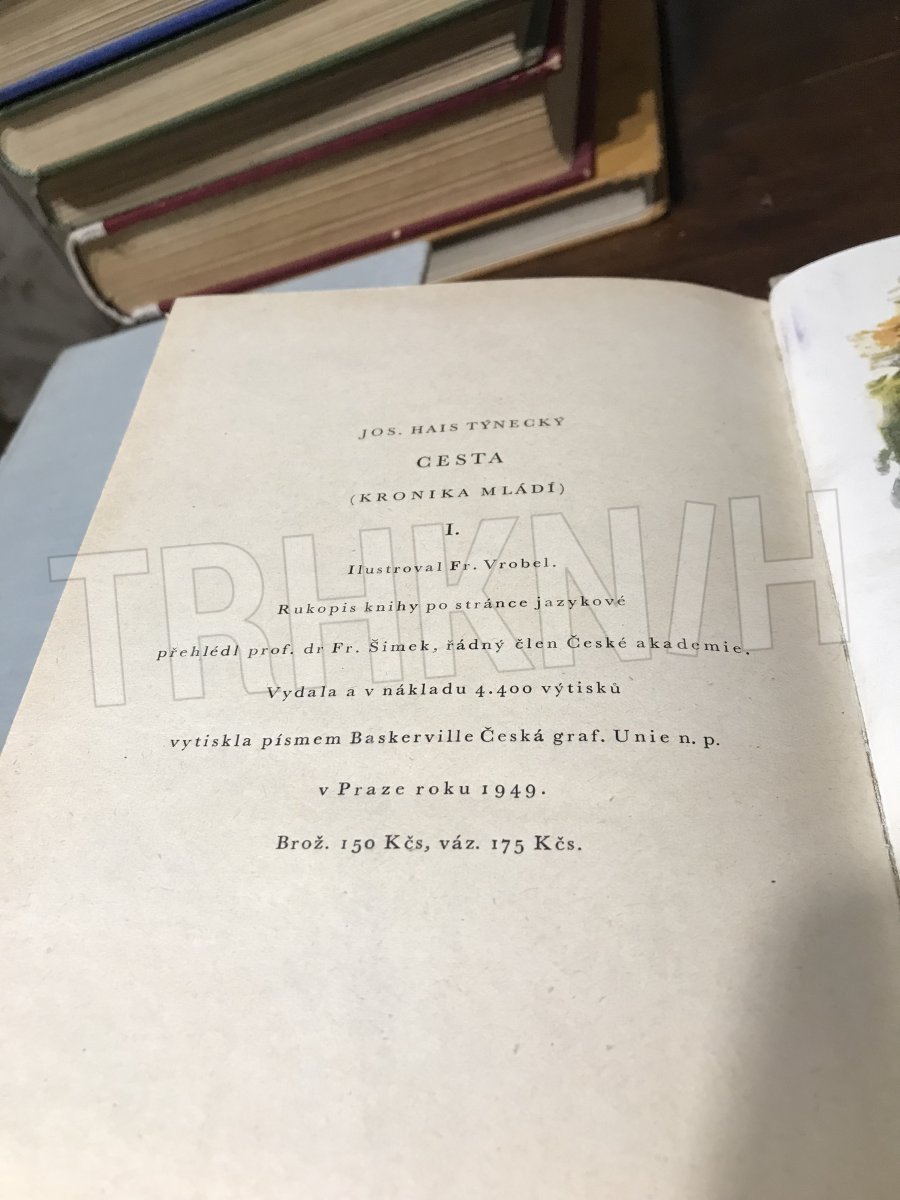 JOS. HAIS TÝNECKÝ
CESTA
(KRONIKA MLÁDÍ)
I.
Ilustroval Fr. Vrobel.
Rukopis knihy po stránce jazykové
přehlédl prof. dr Fr. Šimek, řádný člen České akademie.
Vydala a v nákladu 4.400 výtisků
vytiskla písmem Baskerville Česká graf. Unie n. p.
v Praze roku 1949.
Brož. 150 Kčs, váz. 175 Kčs.
TRHKN/H